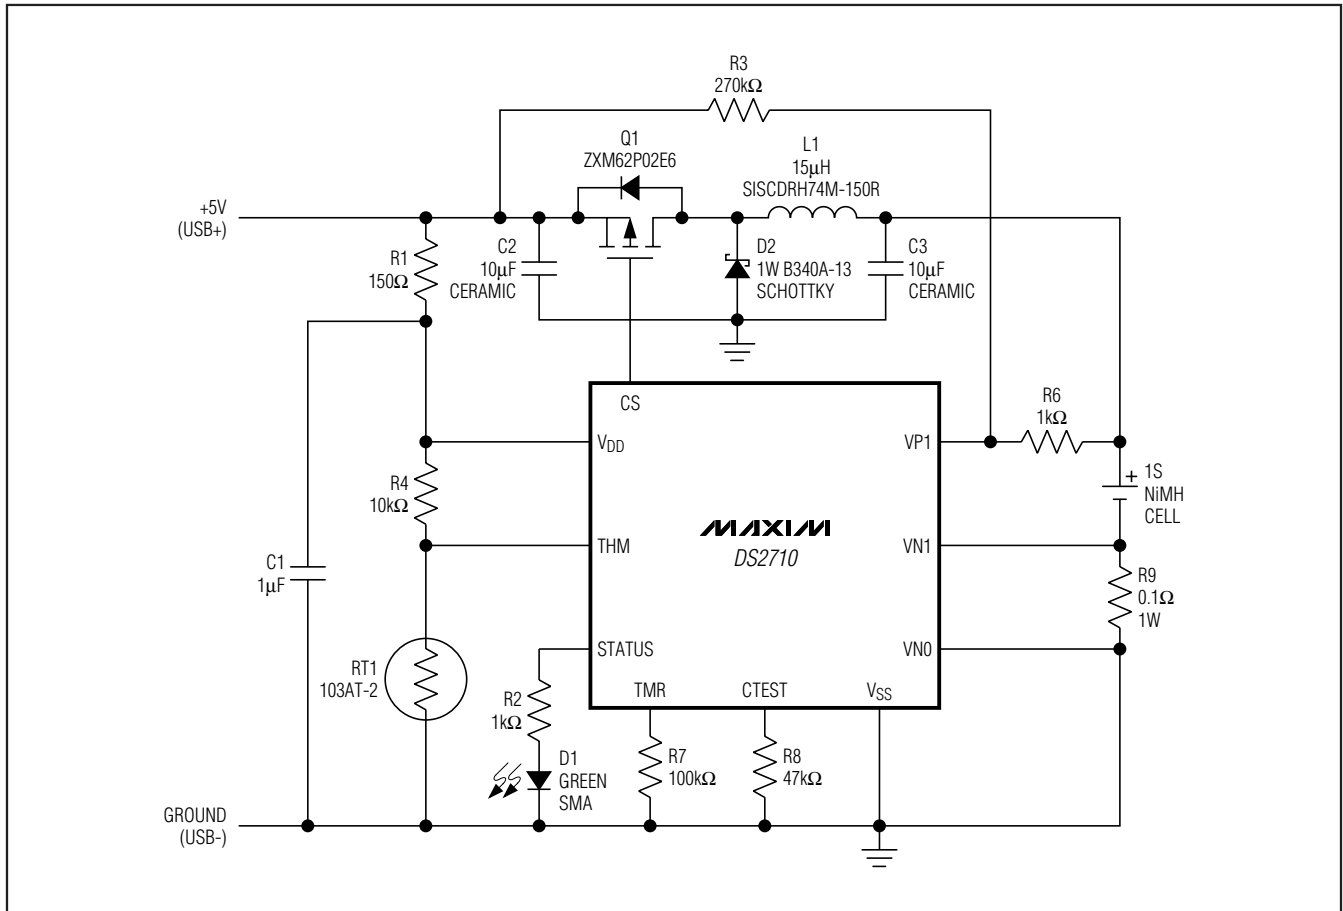 R3
270kΩ
Q1
ZXM62P02E6
L1
15μH
SISCDRH74M-150R
+5V
(USB+)
R1
150Ω
C2
10μF
CERAMIC
D2
1W B340A-13
SCHOTTKY
C3
10μF
CERAMIC
CS
R6
1kΩ
VDD
VP1
R4
10kΩ
+
1S
NiMH
CELL
MAXIM
DS2710
THM
VN1
C1
1μF
R9
0.1Ω
1W
STATUS
VN0
RT1
103AT-2
R2
1kΩ
TMR
CTEST
VSS
D1
GREEN
SMA
R7
100kΩ
R8
47kΩ
GROUND
(USB-)